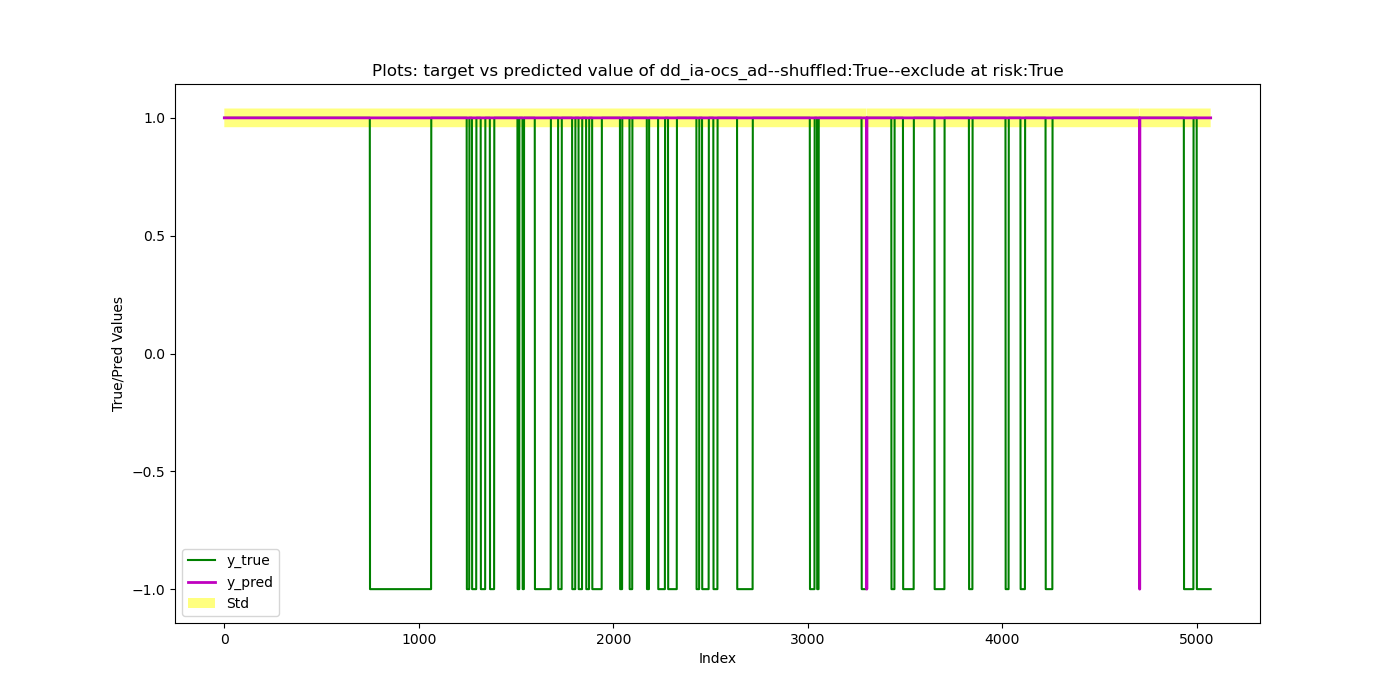 Plots: target vs predicted value of dd_ia-ocs_ad--shuffled:True--exclude at risk:True
True/Pred Values
1.0
0.5
0.0
−0.5
−1.0
y_true
y_pred
Std
0 1000 2000 3000 4000 5000
Index